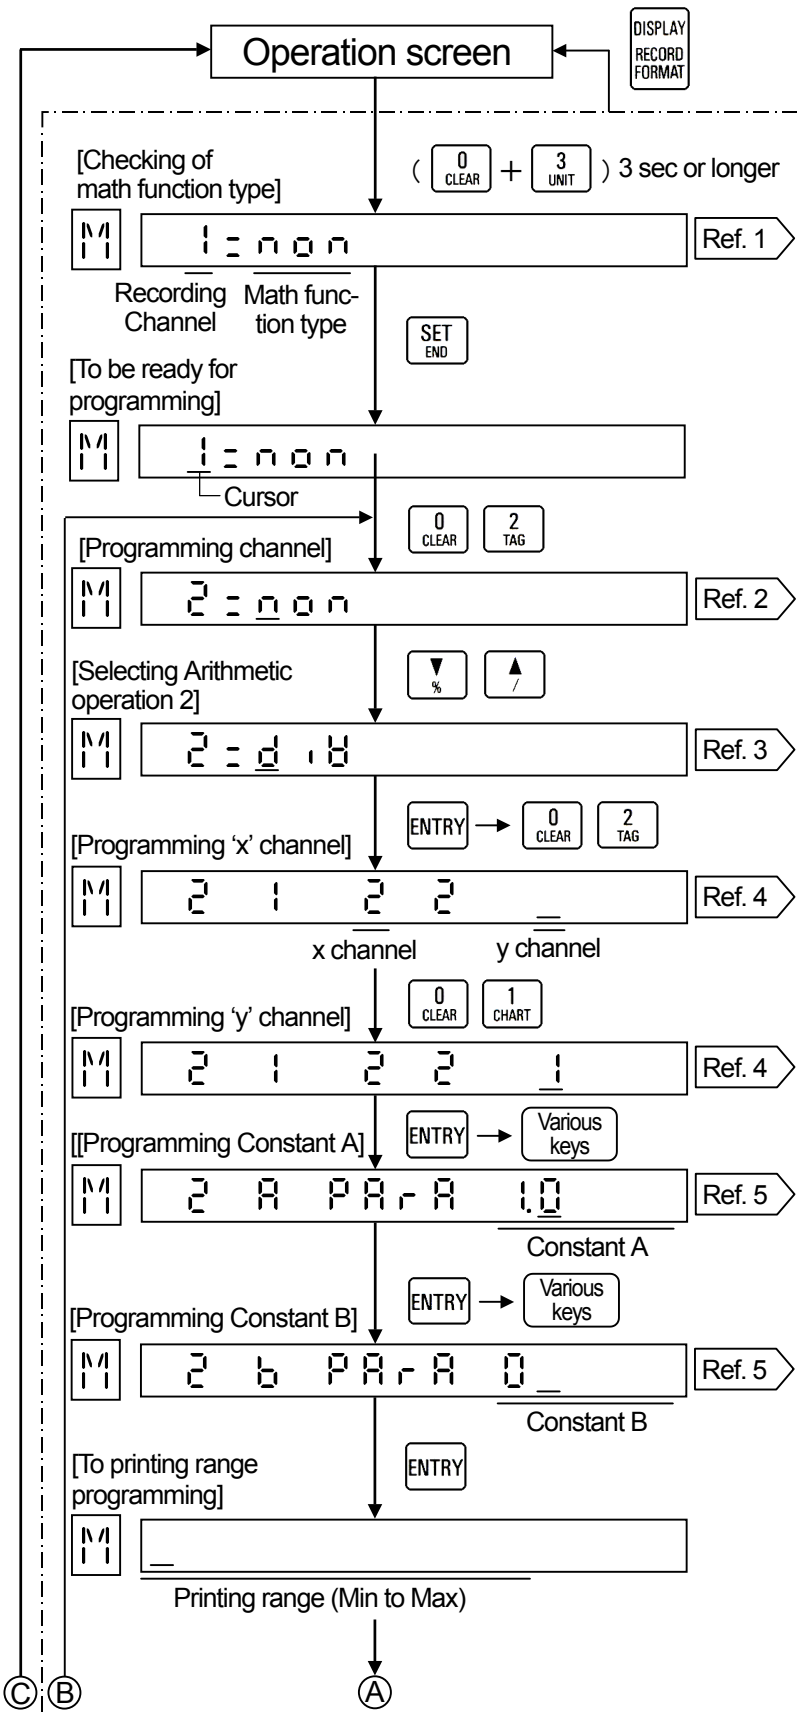 DISPLAY
RECORD
FORMAT
Operation screen
[Checking of
math function type]
( 0 CLEAR + 3 UNIT ) 3 sec or longer
M 1=non Ref. 1
Recording Math func-
Channel tion type
SET
END
[To be ready for
programming]
M 1=non
Cursor
0 CLEAR 2 TAG
[Programming channel]
M 2=non Ref. 2
[Selecting Arithmetic
operation 2]
▼ % ▲ /
M 2=diV Ref. 3
ENTRY → 0 CLEAR 2 TAG
[Programming ‘x’ channel]
M 2 1 2 2 _ Ref. 4
x channel y channel
0 CLEAR 1 CHART
[Programming ‘y’ channel]
M 2 1 2 2 1 Ref. 4
ENTRY → Various keys
[[Programming Constant A]
M 2 A PArA 1.0 Ref. 5
Constant A
ENTRY → Various keys
[Programming Constant B]
M 2 b PArA 0_ Ref. 5
Constant B
ENTRY
[To printing range
programming]
M _
Printing range (Min to Max)
C B A